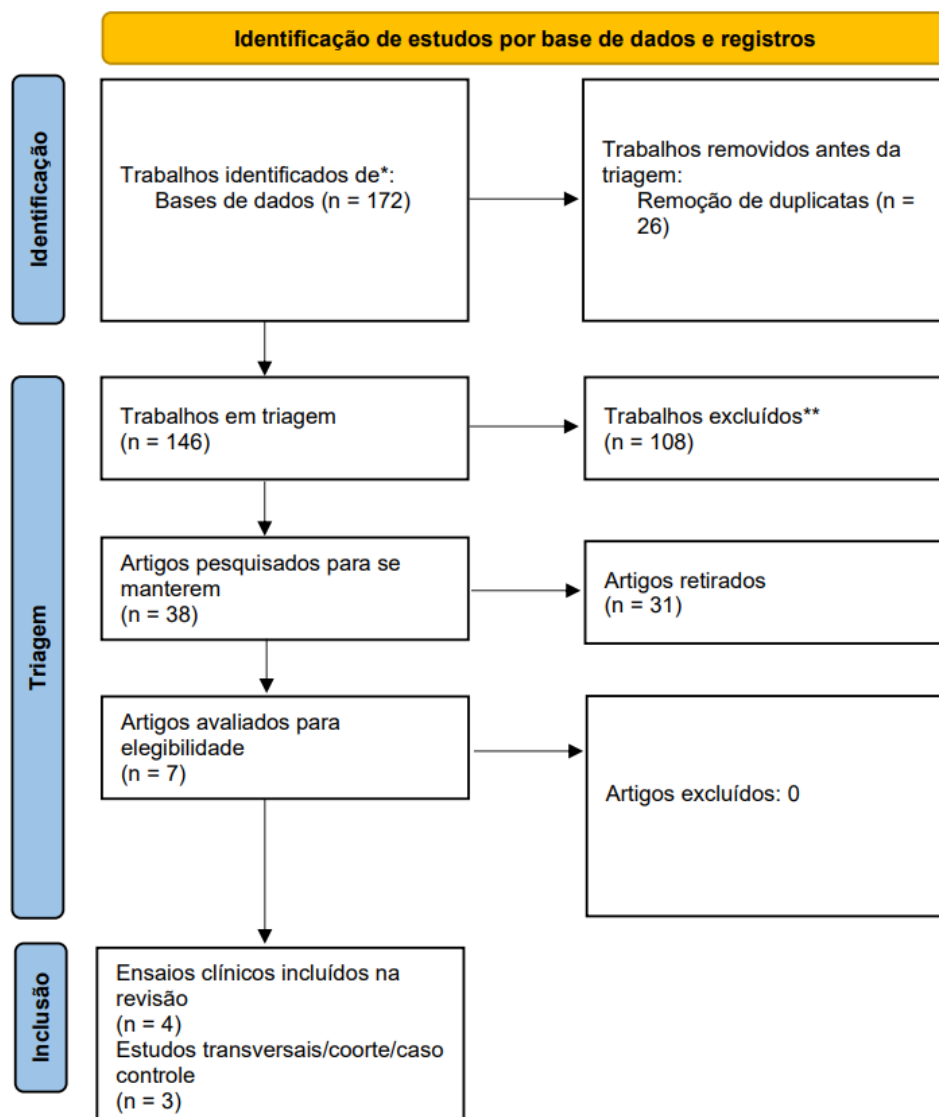 Identificação de estudos por base de dados e registros
Identificação
Trabalhos identificados de*:
Bases de dados (n = 172)
Trabalhos removidos antes da
triagem:
Remoção de duplicatas (n =
26)
Triagem
Trabalhos em triagem
(n = 146)
Trabalhos excluídos**
(n = 108)
Artigos pesquisados para se
manterem
(n = 38)
Artigos retirados
(n = 31)
Artigos avaliados para
elegibilidade
(n = 7)
Artigos excluídos: 0
Inclusão
Ensaios clínicos incluídos na
revisão
(n = 4)
Estudos transversais/coorte/caso
controle
(n = 3)